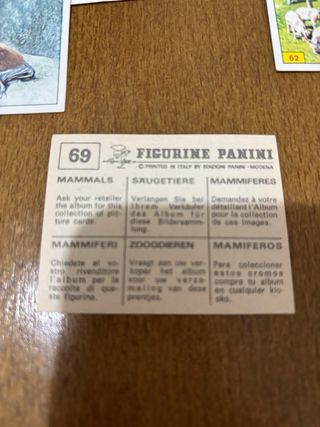 62
69
FIGURINE PANINI
© PRINTED IN ITALY BY EDIZIONI PANINI - MODENA
MAMMALS
Ask your retailer
the album for this
collection of pic-
ture cards.
SÄUGETIERE
Verlangen Sie bei
Ihrem Verkäufer
des Album für
diese Bildersamm-
lung.
MAMMIFERES
Demandez à votre
détaillant l'Album
pour la collection
de ces images.
MAMMIFERI
Chiedete al vo-
stro rivenditore
l'album per la
raccolta di que-
ste figurine.
ZOOGDIEREN
Vraagt aan uw ver-
koper het album
voor uw verza-
meling van deze
prentjes.
MAMIFEROS
Para coleccionar
estos cromos
compra tu album
en cualquier kio-
sko.